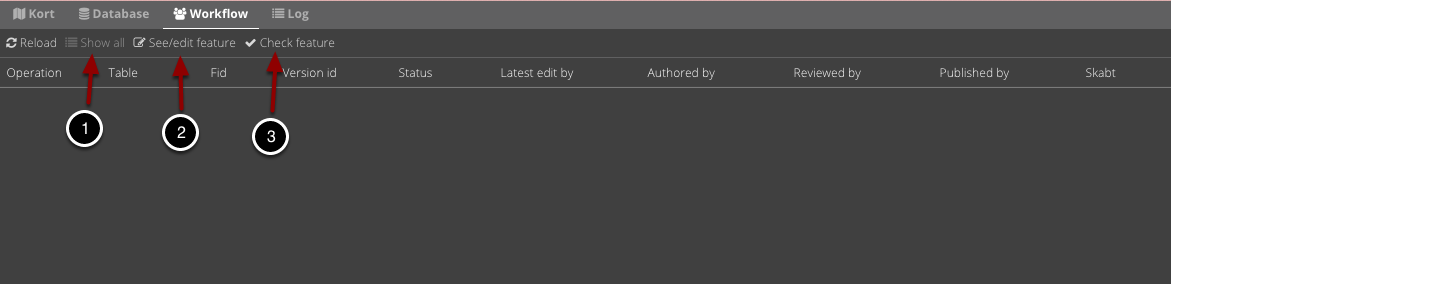 Kort Database Workflow Log
Reload Show all See/edit feature Check feature
Operation Table Fid Version id Status Latest edit by Authored by Reviewed by Published by Skabt
1 2 3